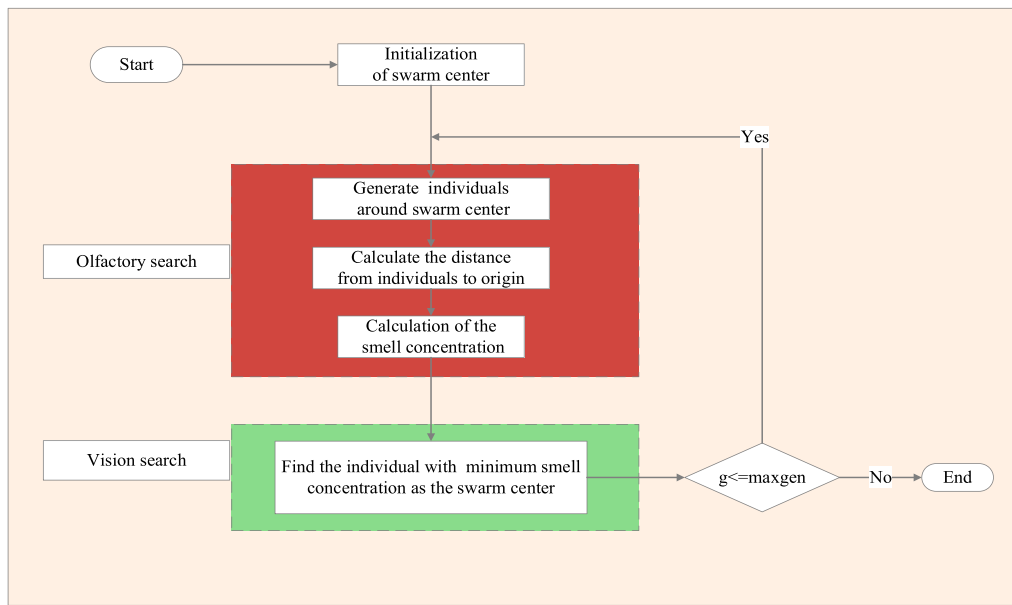 Start
Initialization
of swarm center
Yes
Generate individuals
around swarm center
Olfactory search
Calculate the distance
from individuals to origin
Calculation of the
smell concentration
Vision search
Find the individual with minimum smell
concentration as the swarm center
g<=maxgen
No
End